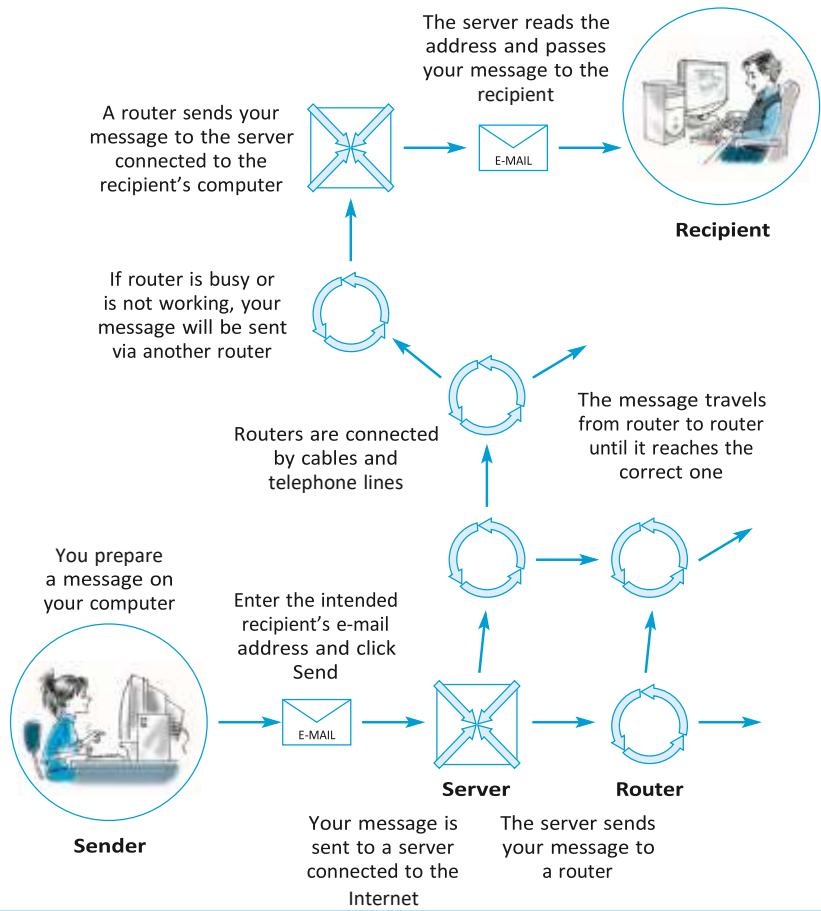 The server reads the
address and passes
your message to the
recipient
A router sends your
message to the server
connected to the
recipient's computer
E-MAIL
Recipient
If router is busy or
is not working, your
message will be sent
via another router
The message travels
from router to router
until it reaches the
correct one
Routers are connected
by cables and
telephone lines
You prepare
a message on
your computer
Enter the intended
recipient's e-mail
address and click
Send
E-MAIL
Server
Router
Sender
Your message is
sent to a server
connected to the
Internet
The server sends
your message to
a router